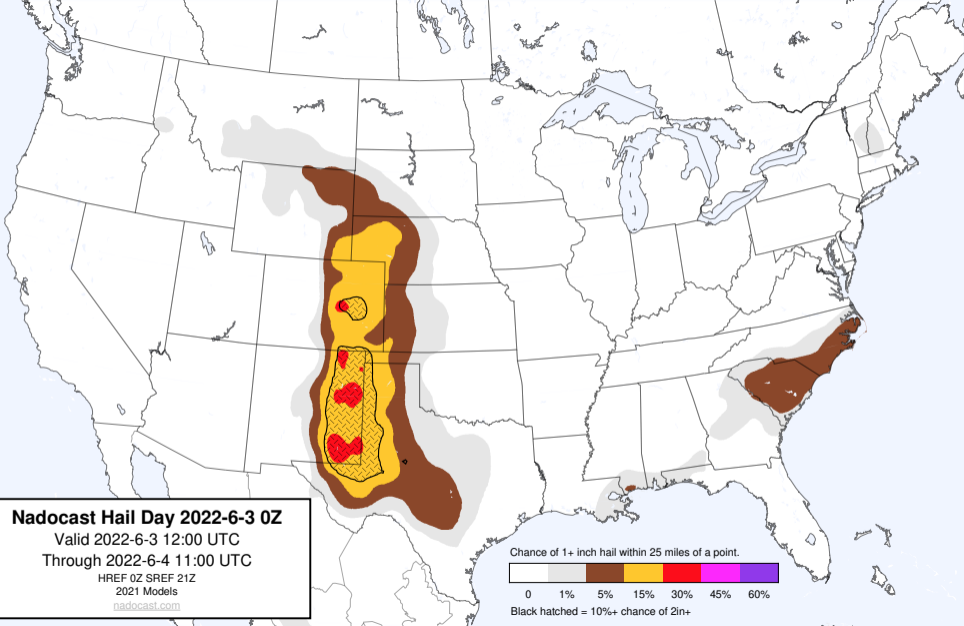 Nadocast Hail Day 2022-6-3 0Z
Valid 2022-6-3 12:00 UTC
Through 2022-6-4 11:00 UTC
HREF 0Z SREF 21Z
2021 Models
nadocast.com
Chance of 1+ inch hail within 25 miles of a point.
0 1% 5% 15% 30% 45% 60%
Black hatched = 10%+ chance of 2in+